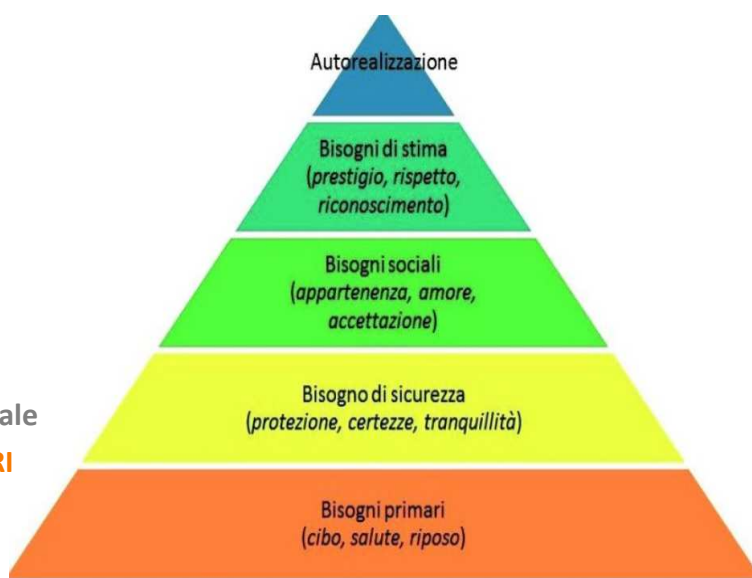 Autorealizzazione
Bisogni di stima
(prestigio, rispetto,
riconoscimento)
Bisogni sociali
(appartenenza, amore,
accettazione)
Bisogno di sicurezza
(protezione, certezze, tranquillità)
ale
RI
Bisogni primari
(cibo, salute, riposo)